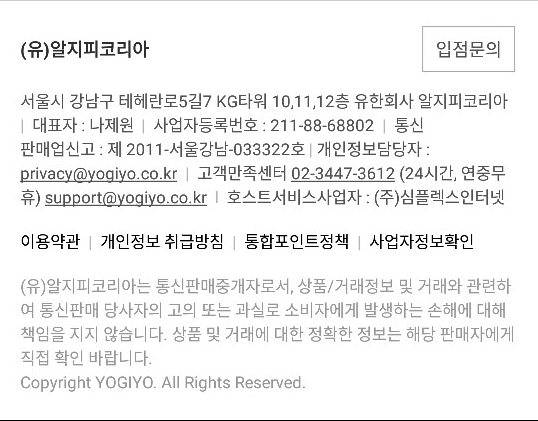 (유)알지피코리아
입점문의
서울시 강남구 테헤란로5길7 KG타워 10,11,12층 유한회사 알지피코리아
| 대표자 : 나제원 | 사업자등록번호 : 211-88-68802 | 통신
판매업신고 : 제 2011-서울강남-033322호 | 개인정보담당자 :
privacy@yogiyo.co.kr | 고객만족센터 02-3447-3612 (24시간, 연중무
휴) support@yogiyo.co.kr | 호스트서비스사업자 : (주)심플렉스인터넷
이용약관 | 개인정보 취급방침 | 통합포인트정책 | 사업자정보확인
(유)알지피코리아는 통신판매중개자로서, 상품/거래정보 및 거래와 관련하
여 통신판매 당사자의 고의 또는 과실로 소비자에게 발생하는 손해에 대해
책임을 지지 않습니다. 상품 및 거래에 대한 정확한 정보는 해당 판매자에게
직접 확인 바랍니다.
Copyright YOGIYO. All Rights Reserved.